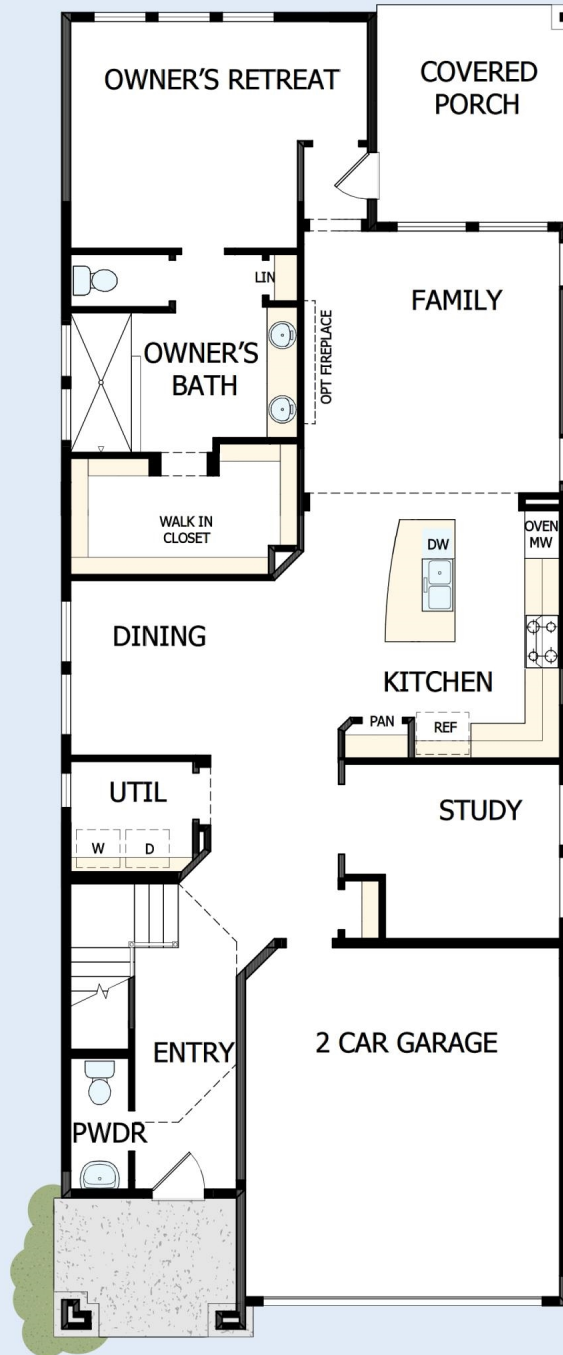 OWNER'S RETREAT
COVERED
PORCH
LIN
FAMILY
OPT FIREPLACE
OWNER'S
BATH
WALK IN
CLOSET
OVEN
MW
DW
DINING
KITCHEN
PAN
REF
UTIL
W
D
STUDY
ENTRY
2 CAR GARAGE
PWDR